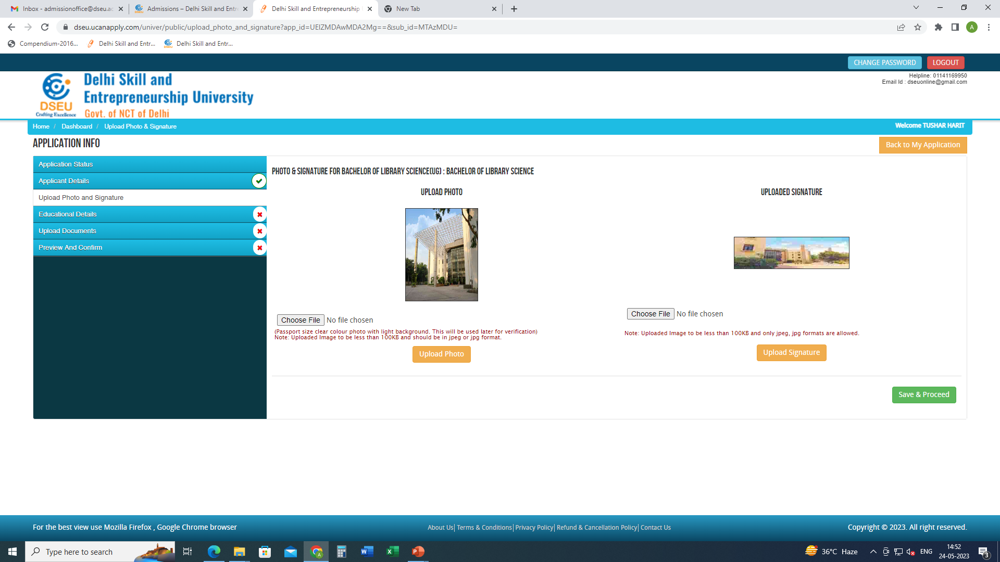 Inbox - admissionoffice@dseu.ac
Admissions – Delhi Skill and Entr
Delhi Skill and Entrepreneurship
New Tab
dseu.ucanapply.com/univer/public/upload_photo_and_signature?app_id=UEIZMDAwMDA2Mg==&sub_id=MTAzMDU=
A
Compendium-2016...
Delhi Skill and Entr...
Delhi Skill and Entr...
CHANGE PASSWORD
LOGOUT
Helpline: 01141169950
Email Id : dseuonline@gmail.com
DSEU
Crafting Excellence
Delhi Skill and
Entrepreneurship University
Govt. of NCT of Delhi
Home / Dashboard / Upload Photo & Signature
Welcome TUSHAR HARIT
APPLICATION INFO
Back to My Application
Application Status
Applicant Details
Upload Photo and Signature
Educational Details
Upload Documents
Preview And Confirm
PHOTO & SIGNATURE FOR BACHELOR OF LIBRARY SCIENCE(UG) : BACHELOR OF LIBRARY SCIENCE
UPLOAD PHOTO
Choose File No file chosen
(Passport size clear colour photo with light background. This will be used later for verification)
Note: Uploaded Image to be less than 100KB and should be in jpeg or jpg format.
Upload Photo
UPLOADED SIGNATURE
Choose File No file chosen
Note: Uploaded Image to be less than 100KB and only jpeg, jpg formats are allowed.
Upload Signature
Save & Proceed
For the best view use Mozilla Firefox , Google Chrome browser
About Us| Terms & Conditions| Privacy Policy| Refund & Cancellation Policy| Contact Us
Copyright © 2023. All right reserved.
Type here to search
36°C Haze
ENG
14:52
24-05-2023
3